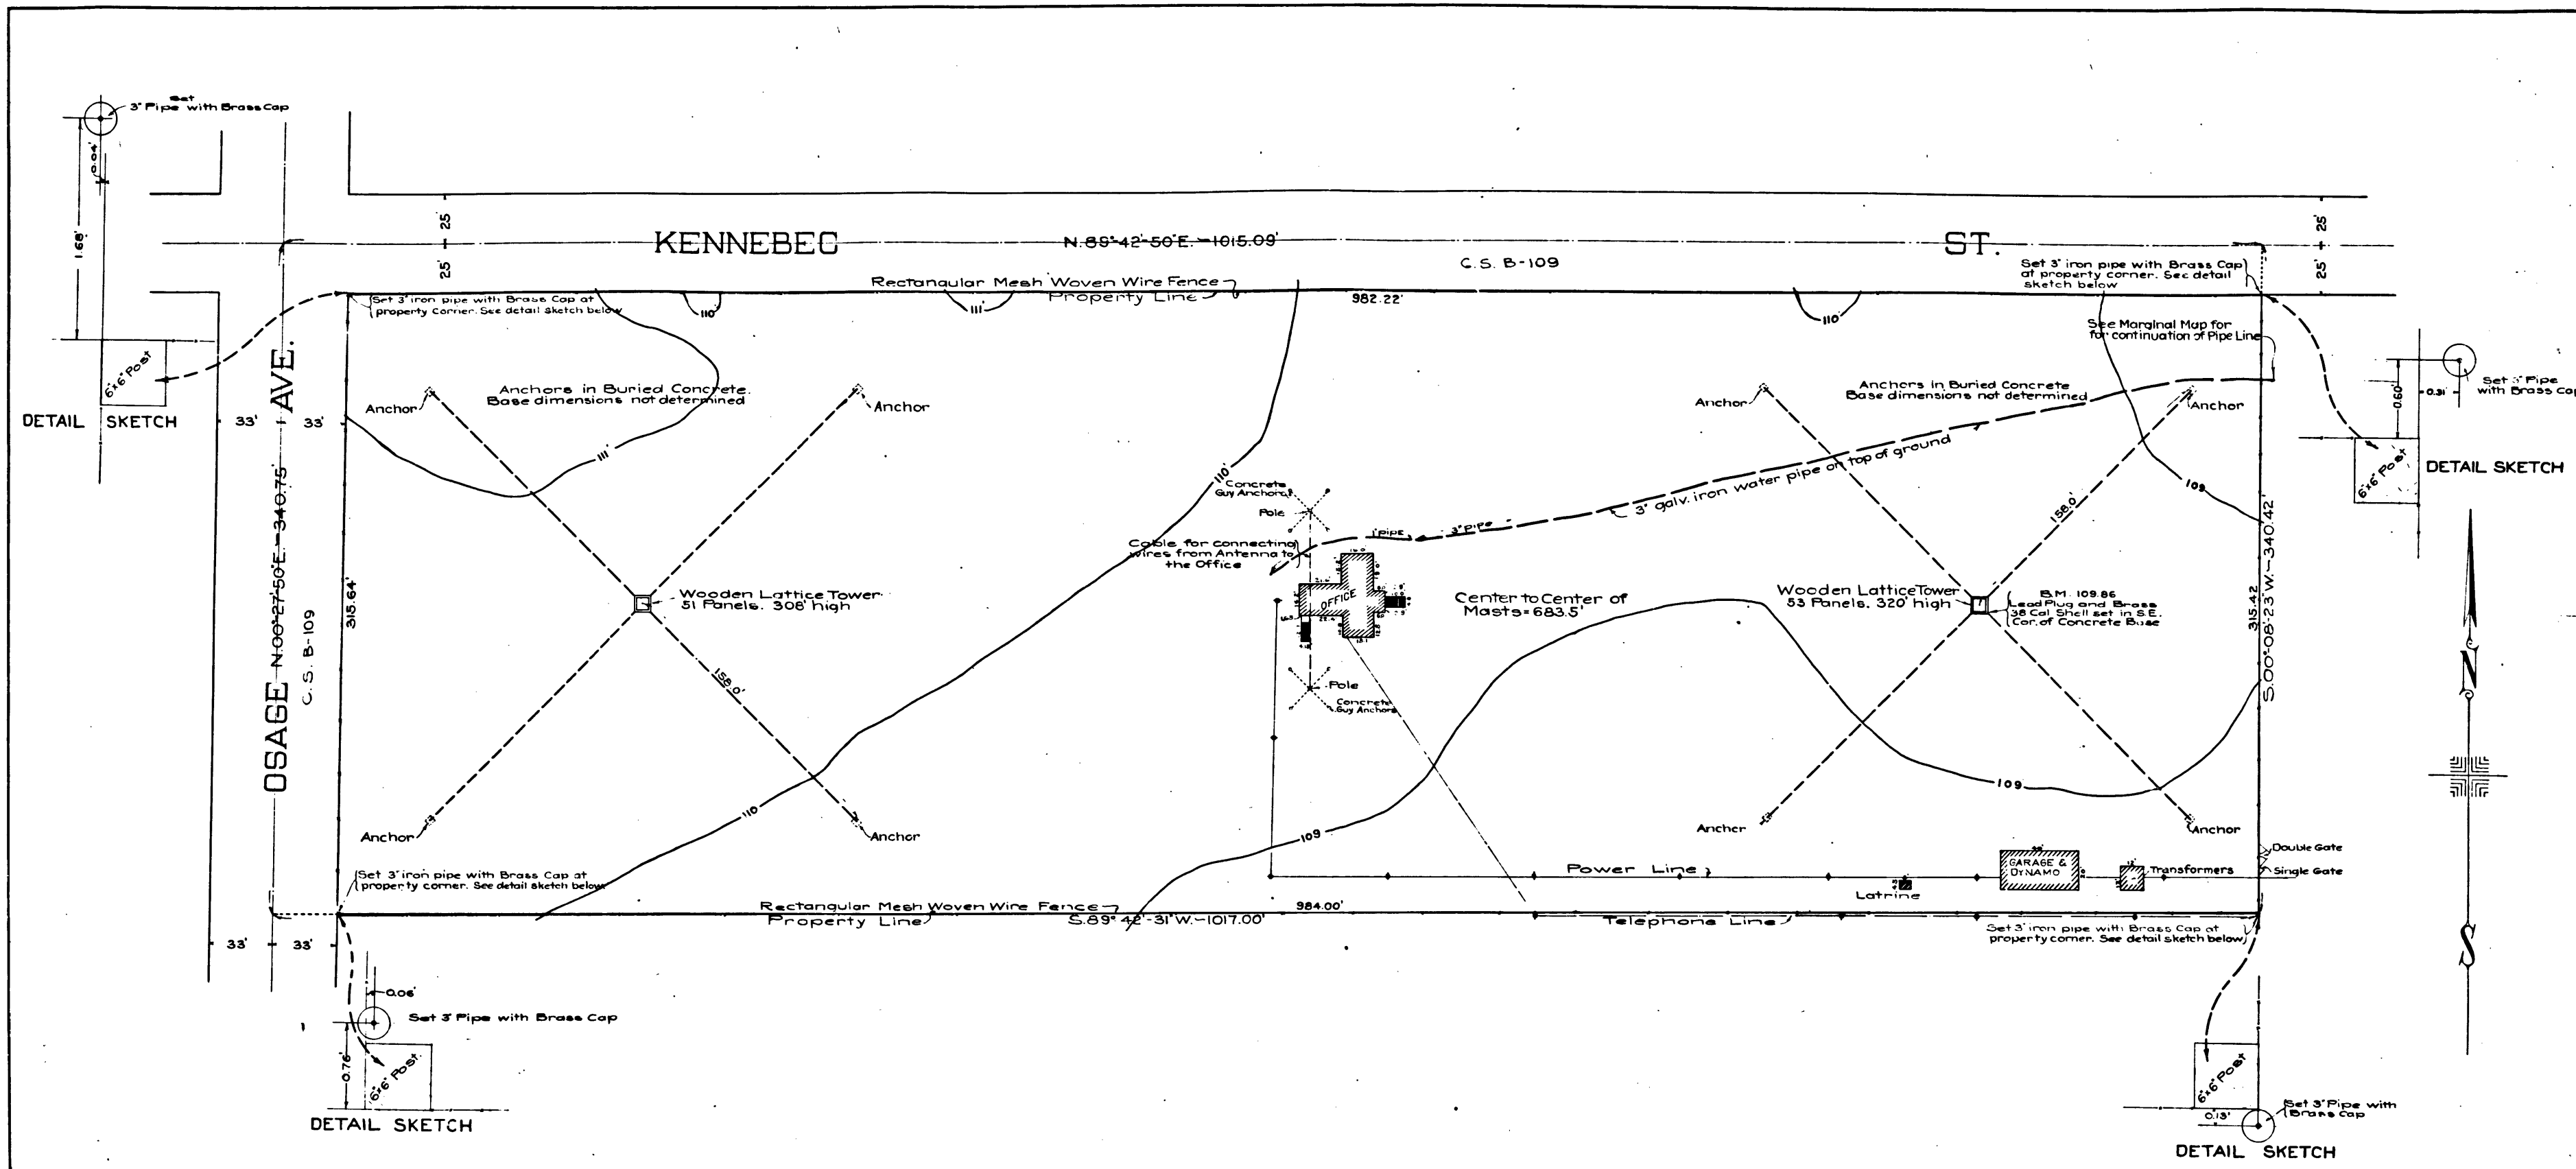 Set
3" Pipe with Brass Cap
0.04'
1.68'
6"x6" Post
DETAIL SKETCH
25'
25'
KENNEBEC
N.89°-42'-50"E.-1015.09'
ST.
C.S. B-109
25'
25'
Rectangular Mesh Woven Wire Fence
Property Line
982.22'
Set 3" iron pipe with Brass Cap at
property Corner. See detail sketch below
Set 3" iron pipe with Brass Cap
at property corner. See detail
sketch below
110'
111'
110'
See Marginal Map for
for continuation of Pipe Line
Set 3" Pipe
with Brass Cap
0.60'
0.31'
6"x6" Post
DETAIL SKETCH
OSAGE
N.00°-27'-50"E.-340.75'
AVE.
C.S. B-109
33'
33'
315.64'
Anchors in Buried Concrete.
Base dimensions not determined
Anchor
Anchor
111'
110'
Anchors in Buried Concrete
Base dimensions not determined
Anchor
Anchor
109
3" galv. iron water pipe on top of ground
Concrete
Guy Anchors
Pole
1" pipe
3" pipe
Cable for connecting
wires from Antenna to
the Office
OFFICE
Wooden Lattice Tower
51 Panels. 308' high
Center to Center of
Masts=683.5'
Wooden Lattice Tower
53 Panels. 320' high
B.M. 109.86
Lead Plug and Brass
38 Cal. Shell set in S.E.
Cor. of Concrete Base
158.0'
158.0'
315.42
S.00°-08'-23"W.-340.42'
Pole
Concrete
Guy Anchors
N
110
109
109
Anchor
Anchor
Anchor
Anchor
Double Gate
Single Gate
Power Line
GARAGE &
DYNAMO
Transformers
Latrine
Set 3" iron pipe with Brass Cap at
property corner. See detail sketch below
Rectangular Mesh Woven Wire Fence
Property Line
S.89°-42'-31"W.-1017.00'
984.00'
Telephone Line
Set 3" iron pipe with Brass Cap at
property corner. See detail sketch below
33'
33'
S
0.06'
Set 3" Pipe with Brass Cap
0.76'
6"x6" Post
DETAIL SKETCH
6"x6" Post
0.13'
Set 3" Pipe with
Brass Cap
DETAIL SKETCH